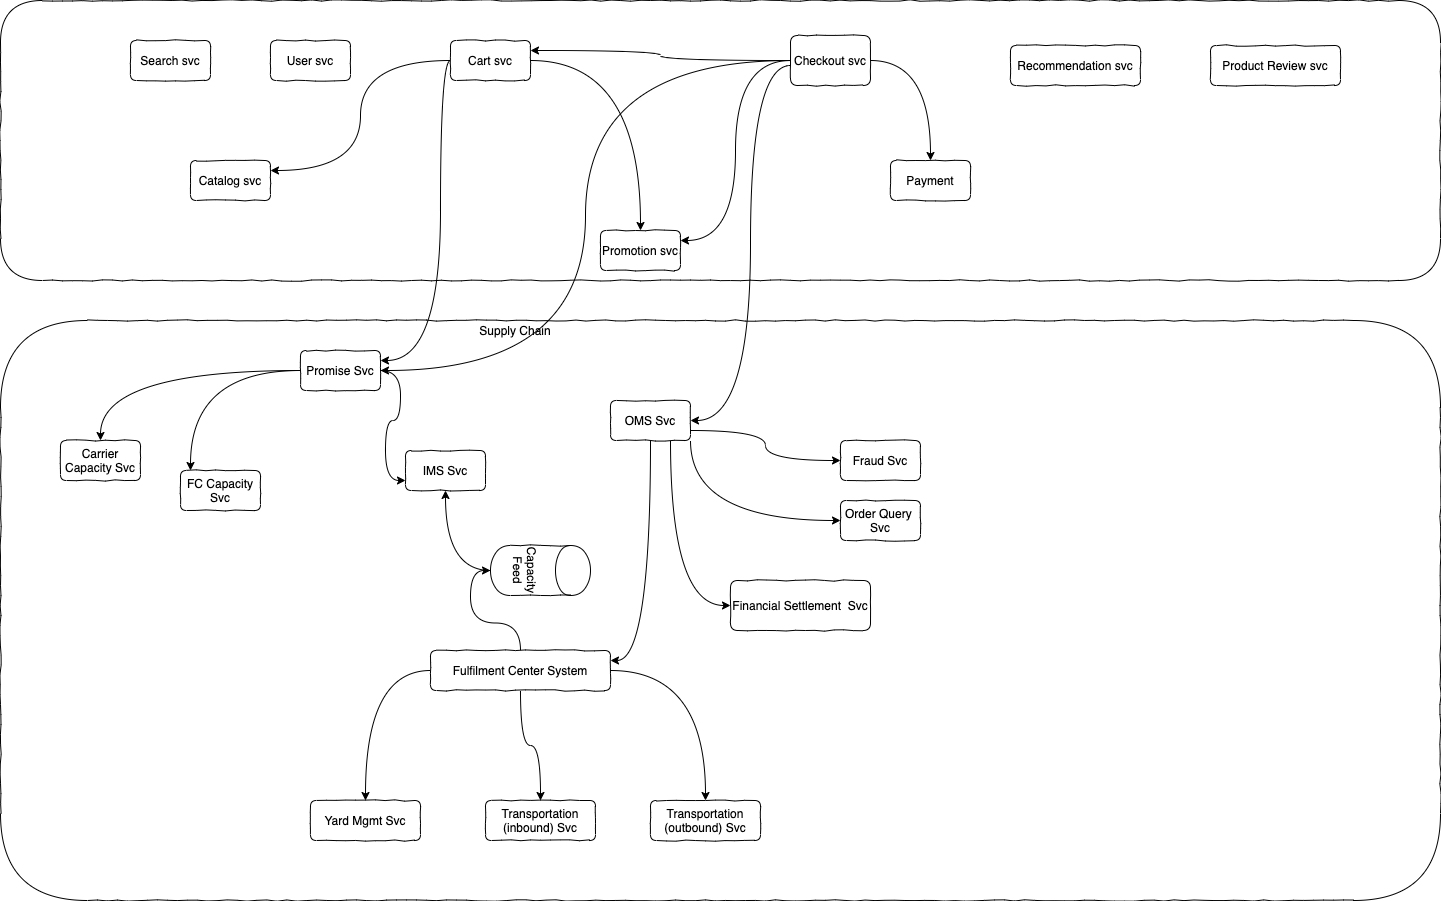 Search svc
User svc
Cart svc
Checkout svc
Recommendation svc
Product Review svc
Catalog svc
Payment
Promotion svc
Supply Chain
Promise Svc
OMS Svc
Carrier
Capacity Svc
FC Capacity
Svc
IMS Svc
Fraud Svc
Order Query
Svc
Capacity
Feed
Financial Settlement  Svc
Fulfilment Center System
Yard Mgmt Svc
Transportation
(inbound) Svc
Transportation
(outbound) Svc